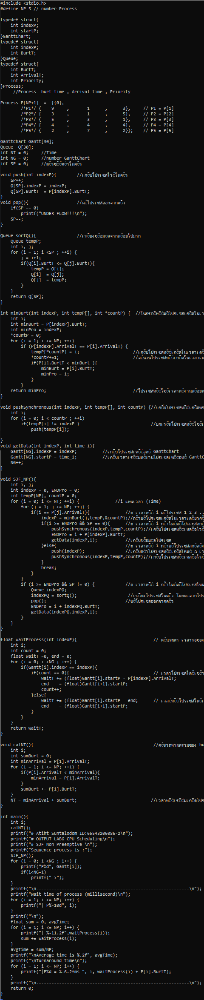 #include <stdio.h>
#define NP 5 // number Process
typedef struct{
int indexP;
int startP;
}GanttChart;
typedef struct{
int indexP;
int BurtT;
}Queue;
typedef struct{
int BurtT;
int ArrivalT;
int Priority;
}Process;
//Process burt time , Arrival time , Priority
Process P[NP+1] = {{0},
/*P1*/ { 9 , 1 , 3}, // P1 = P[1]
/*P2*/ { 3 , 1 , 5}, // P2 = P[2]
/*P3*/ { 5 , 3 , 1}, // P3 = P[3]
/*P4*/ { 4 , 4 , 4}, // P4 = P[4]
/*P5*/ { 2 , 7 , 2}}; // P5 = P[5]
GanttChart Gantt[30];
Queue Q[30];
int NT = 0; //Time
int NG = 0; //number GanttChart
int SP = 0; //ตัวชี้ค่าในคิว
void push(int indexP){ //เก็บโปรเซสไว้ในคิว
SP++;
Q[SP].indexP = indexP;
Q[SP].BurtT = P[indexP].BurtT;
}
void pop(){ //นำโปรเซสออกจากคิว
if(SP == 0)
printf("UNDER FLOW!!!\n");
SP--;
}
Queue sortQ(){ //เรียงข้อมูลจากน้อยไปมาก
Queue tempP;
int i, j;
for (i = 1; i <SP ; ++i) {
j = i+1;
if(Q[i].BurtT <= Q[j].BurtT){
tempP = Q[i];
Q[i] = Q[j];
Q[j] = tempP;
}
}
return Q[SP];
}
int minBurt(int indexP, int tempP[], int *countP) { //ในกรณีที่มีโปรเซสเกิดในเว
int i;
int minBurt = P[indexP].BurtT;
int minPro = indexP;
*countP = 0;
for (i = 1; i <= NP; ++i)
if (P[indexP].ArrivalT == P[i].ArrivalT) {
tempP[*countP] = i; //เก็บโปรเซสที่เกิดในเวลาเดี
*countP+=1; //จำนวนโปรเซสที่เกิดในเวลาเด
if(P[i].BurtT < minBurt ){
minBurt = P[i].BurtT;
minPro = i;
}
}
return minPro; //โปรเซสที่ใช้เวลาทำงานน้อยท
}
void pushSynchronous(int indexP, int tempP[], int countP) {//เก็บโปรเซสที่เกิดพร
int i;
for (i = 0; i < countP ; ++i)
if(tempP[i] != indexP ) //ยกเว้นโปรเซสที่ใช้เ
push(tempP[i]);
}
void getData(int indexP, int time_i){
Gantt[NG].indexP = indexP; //เก็บโปรเซสเพื่อทำ GanttChart
Gantt[NG].startP = time_i; //เก็บเวลาเริ่มทำงานโปรเซสเพื่อทำ GanttC
NG++;
}
void SJF_NP(){
int i, j;
int indexP = 0, ENDPro = 0;
int tempP[NP], countP = 0;
for (i = 0; i <= NT; ++i) { //i แทนเวลา (Time)
for (j = 1; j <= NP; ++j) {
if(i == P[j].ArrivalT){ //ณ เวลาที่ i มีโปรเซส 1 2 3 ..
indexP = minBurt(j,tempP,&countP);//ถ้ามีโปรเซสเกิดในเวลาเดียวก
if(i >= ENDPro && SP == 0){ //ณ เวลาที่ i ถ้าไม่มีโปรเซสก
pushSynchronous(indexP,tempP,countP);//เก็บโปรเซสที่เหลือไว้
ENDPro = i + P[indexP].BurtT;
getData(indexP,i); //เก็บข้อมูลโปรเซส
}else{ //ณ เวลาที่ i ถ้ามีโปรเซสกำลัง
push(indexP); //เก็บค่าโปรเซสที่เกิดใหม่ ณ เว
pushSynchronous(indexP,tempP,countP);//เก็บโปรเซสที่เหลือไว้
}
break;
}
}
if (i >= ENDPro && SP != 0) { //ณ เวลาที่ i ถ้าไม่มีโปรเซสใหม
Queue indexPQ;
indexPQ = sortQ(); //เรียงโปรเซสในคิว โดยดูจากโปร
pop(); //นำโปรเซสออกจากคิว
ENDPro = i + indexPQ.BurtT;
getData(indexPQ.indexP,i);
}
}
}
float waitProcess(int indexP){ // คำนวณหา เวลารอของ
int i;
int count = 0;
float waitT =0, end = 0;
for (i = 0; i <NG ; i++) {
if(Gantt[i].indexP == indexP){
if(count == 0){ // เวลาโปรเซสได้เข้า
waitT += (float)Gantt[i].startP - P[indexP].ArrivalT;
end = (float)Gantt[i+1].startP;
count++;
}else{
waitT += (float)Gantt[i].startP - end; // เวลาที่โปรเซสได้เ
end = (float)Gantt[i+1].startP;
}
}
}
return waitT;
}
void calNT(){ //คำนวณหาผลรวมของ bu
int i;
int sumBurt = 0;
int minArrival = P[1].ArrivalT;
for (i = 1; i <= NP; ++i) {
if(P[i].ArrivalT < minArrival){
minArrival = P[i].ArrivalT;
}
sumBurt += P[i].BurtT;
}
NT = minArrival + sumBurt; //เวลาที่เริ่มเกิดโปร
}
int main(){
int i;
calNT();
printf("# Atiht Suntalodom ID:65543206086-2\n");
printf("# OUTPUT LAB6 CPU Scheduling\n");
printf("# SJF Non Preemptive \n");
printf("Sequence process is :");
SJF_NP();
for (i = 0; i <NG ; i++) {
printf("P%d", Gantt[i]);
if(i<NG-1)
printf("->");
}
printf("\n------------------------------------------------------------\n");
printf("Wait time of process (millisecond)\n");
for (i = 1; i <= NP; i++) {
printf("| P%-10d", i);
}
printf("\n");
float sum = 0, avgTime;
for (i = 1; i <= NP; i++) {
printf("| %-11.2f",waitProcess(i));
sum += waitProcess(i);
}
avgTime = sum/NP;
printf("\nAverage time is %.2f", avgTime);
printf("\nTurnaround time\n");
for (i = 1; i <= NP; i++) {
printf("|P%d = %-6.2fms ", i, waitProcess(i) + P[i].BurtT);
}
printf("\n------------------------------------------------------------\n");
return 0;
}